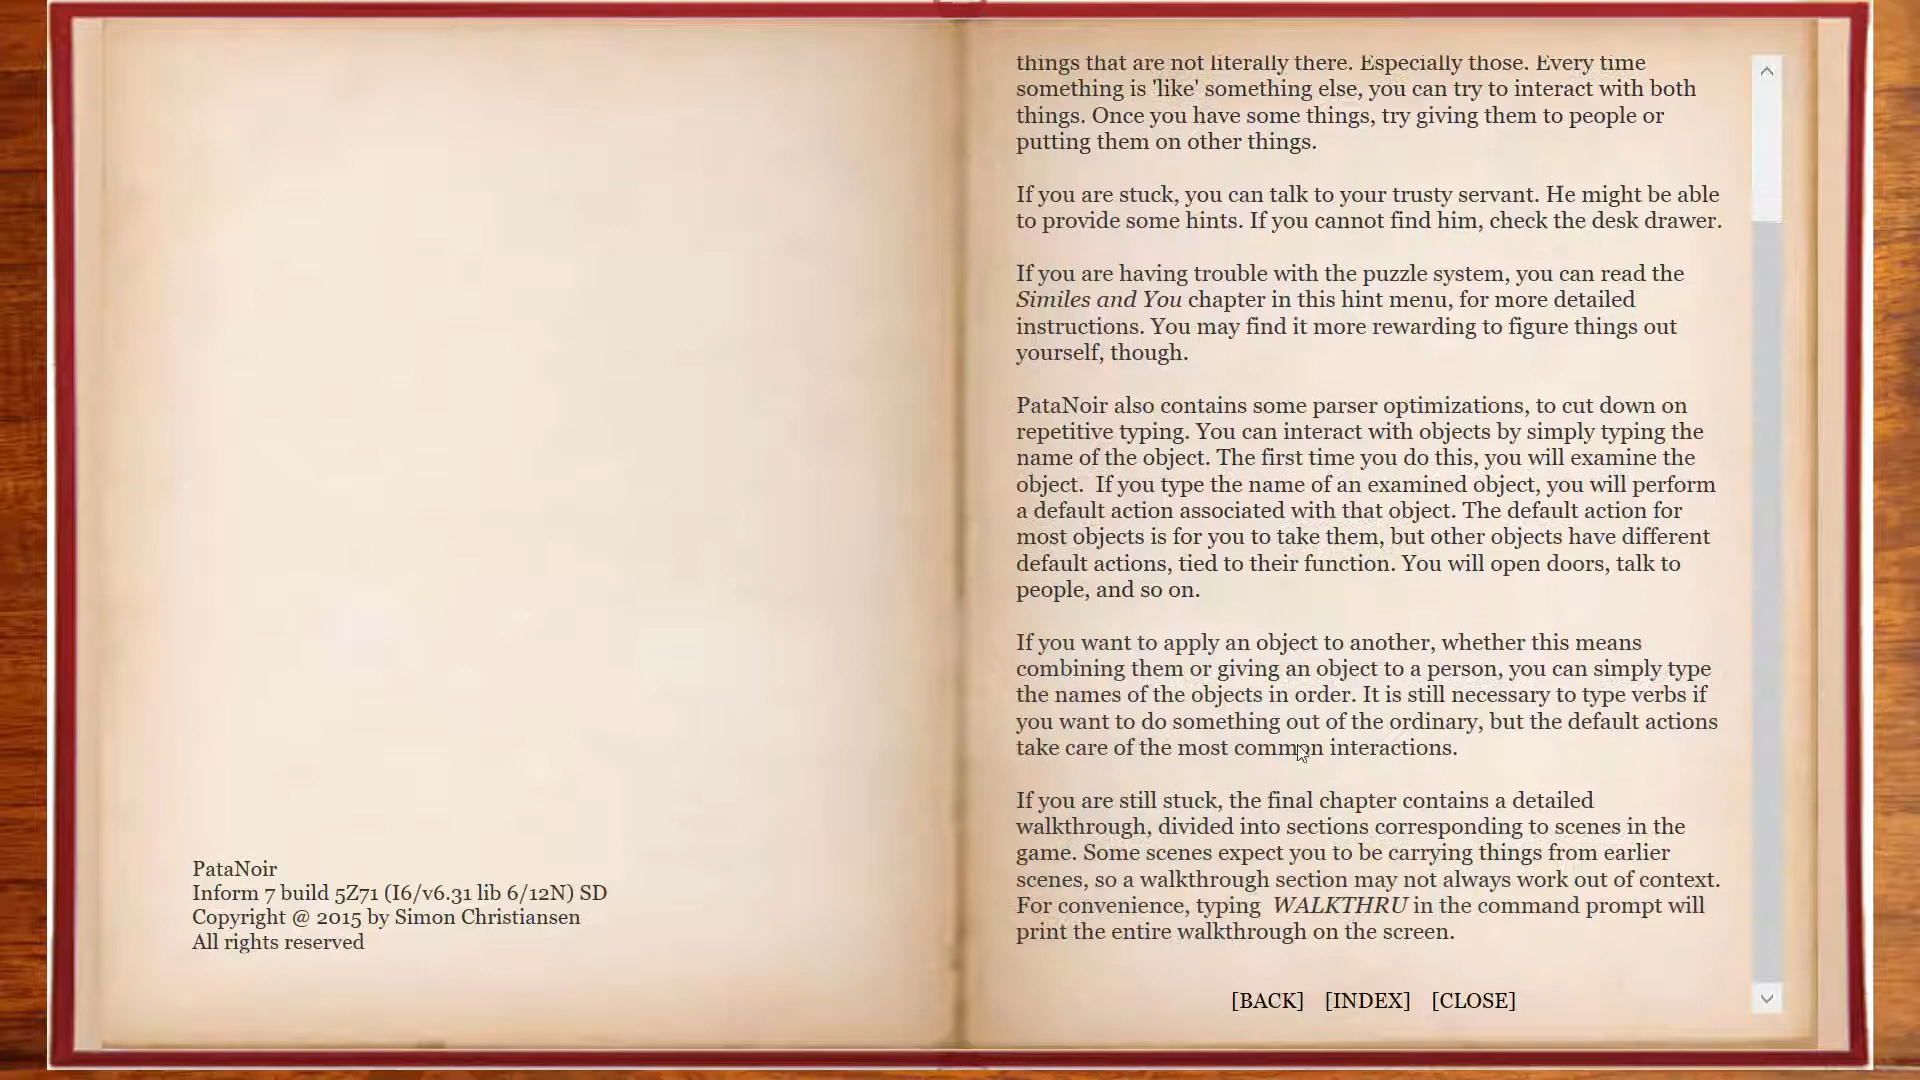 things that are not literally there. Especially those. Every time
something is 'like' something else, you can try to interact with both
things. Once you have some things, try giving them to people or
putting them on other things.
If you are stuck, you can talk to your trusty servant. He might be able
to provide some hints. If you cannot find him, check the desk drawer.
If you are having trouble with the puzzle system, you can read the
Similes and You chapter in this hint menu, for more detailed
instructions. You may find it more rewarding to figure things out
yourself, though.
PataNoir also contains some parser optimizations, to cut down on
repetitive typing. You can interact with objects by simply typing the
name of the object. The first time you do this, you will examine the
object.  If you type the name of an examined object, you will perform
a default action associated with that object. The default action for
most objects is for you to take them, but other objects have different
default actions, tied to their function. You will open doors, talk to
people, and so on.
If you want to apply an object to another, whether this means
combining them or giving an object to a person, you can simply type
the names of the objects in order. It is still necessary to type verbs if
you want to do something out of the ordinary, but the default actions
take care of the most common interactions.
If you are still stuck, the final chapter contains a detailed
walkthrough, divided into sections corresponding to scenes in the
game. Some scenes expect you to be carrying things from earlier
scenes, so a walkthrough section may not always work out of context.
For convenience, typing  WALKTHRU in the command prompt will
print the entire walkthrough on the screen.
PataNoir
Inform 7 build 5Z71 (I6/v6.31 lib 6/12N) SD
Copyright @ 2015 by Simon Christiansen
All rights reserved
[BACK] [INDEX] [CLOSE]